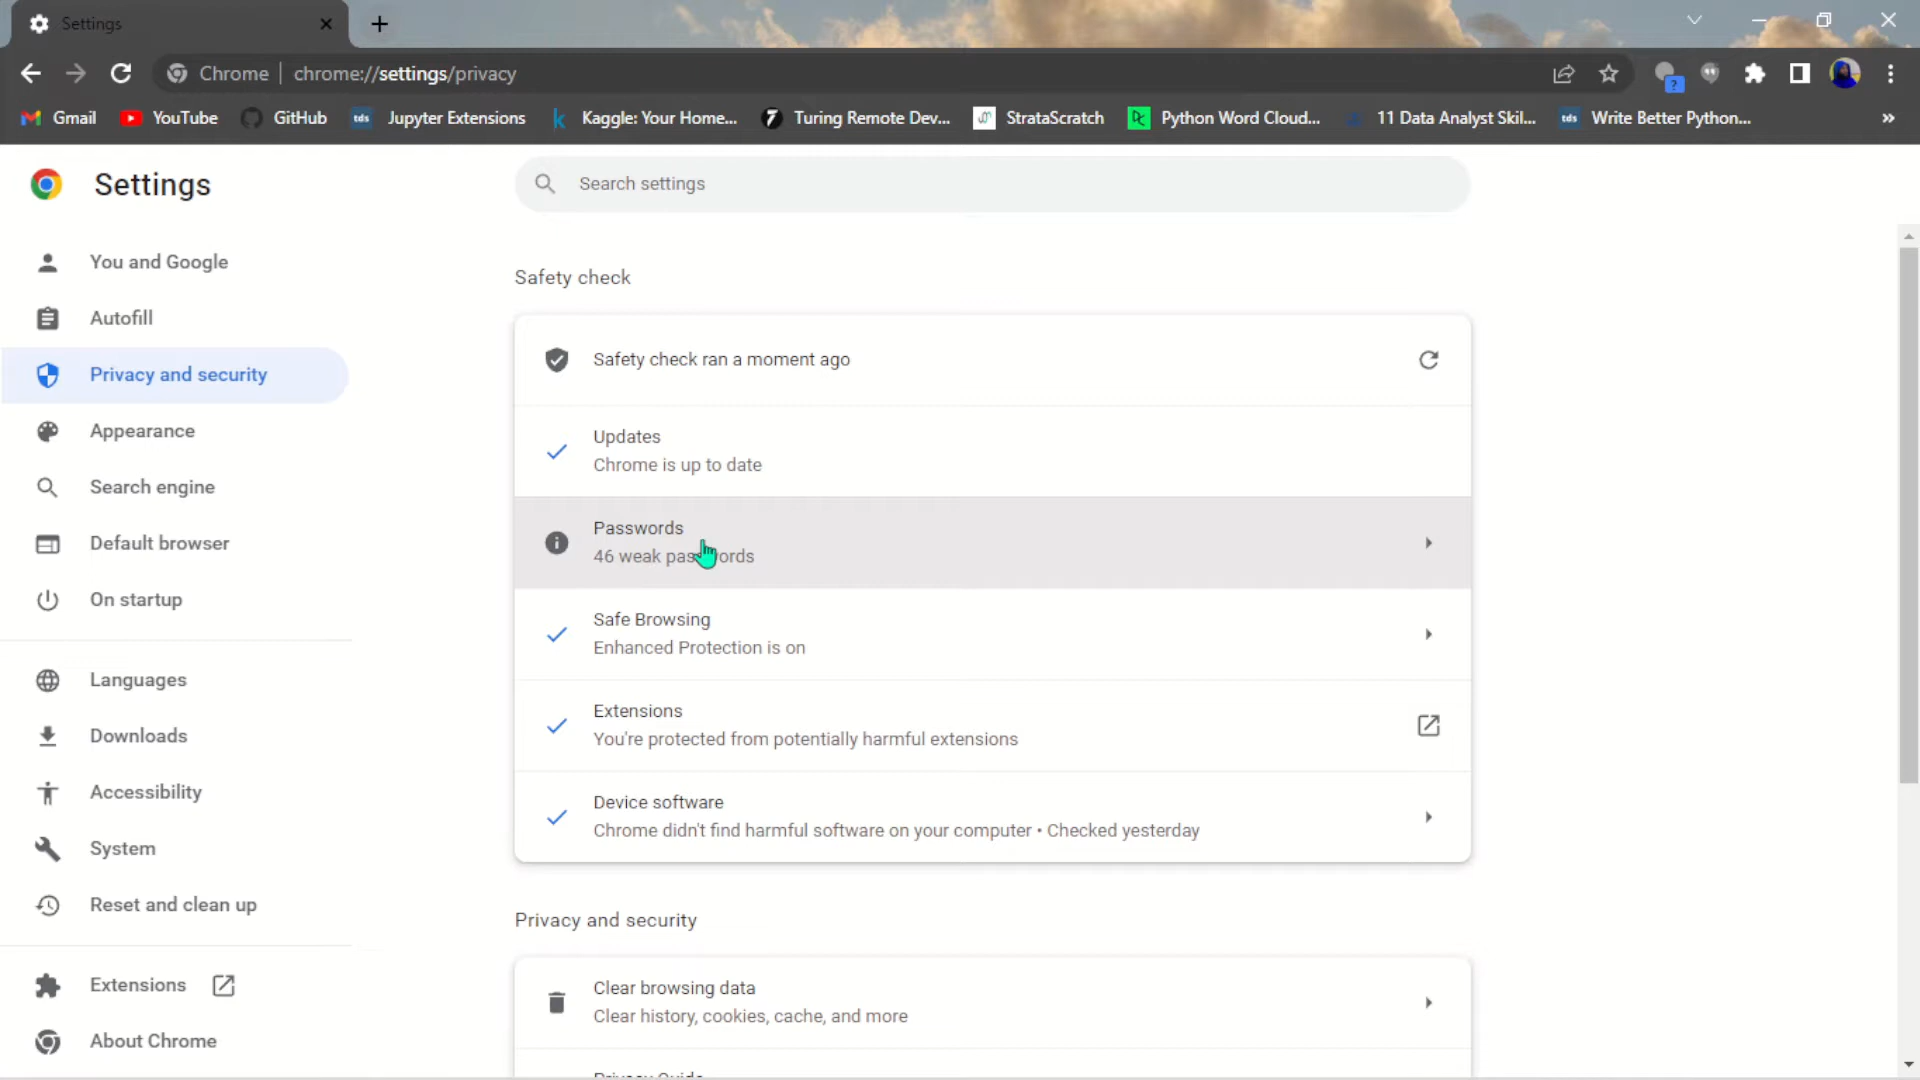 Settings
Chrome | chrome://settings/privacy
?
Gmail
YouTube
GitHub
tds Jupyter Extensions
k Kaggle: Your Home...
Turing Remote Dev...
StrataScratch
DC Python Word Cloud...
11 Data Analyst Skil...
tds Write Better Python...
»
Settings
Search settings
You and Google
Autofill
Privacy and security
Appearance
Search engine
Default browser
On startup
Languages
Downloads
Accessibility
System
Reset and clean up
Extensions
About Chrome
Safety check
Safety check ran a moment ago
Updates
Chrome is up to date
Passwords
46 weak passwords
Safe Browsing
Enhanced Protection is on
Extensions
You're protected from potentially harmful extensions
Device software
Chrome didn't find harmful software on your computer • Checked yesterday
Privacy and security
Clear browsing data
Clear history, cookies, cache, and more
Privacy Guide